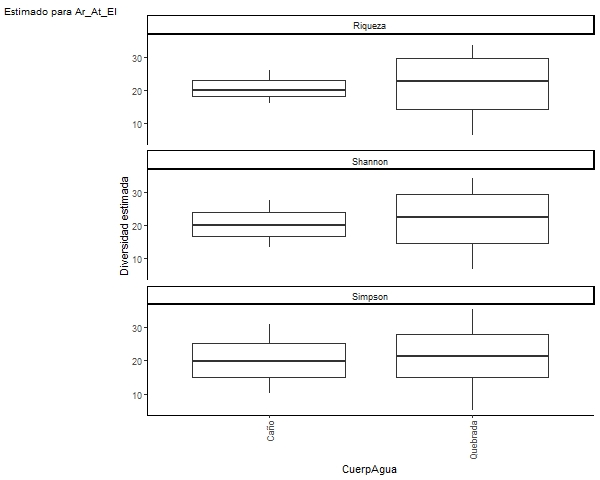 Estimado para Ar_At_El
Riqueza
30
20
10
Shannon
30
20
10
Simpson
30
20
10
Diversidad estimada
Caño
Quebrada
CuerpAgua